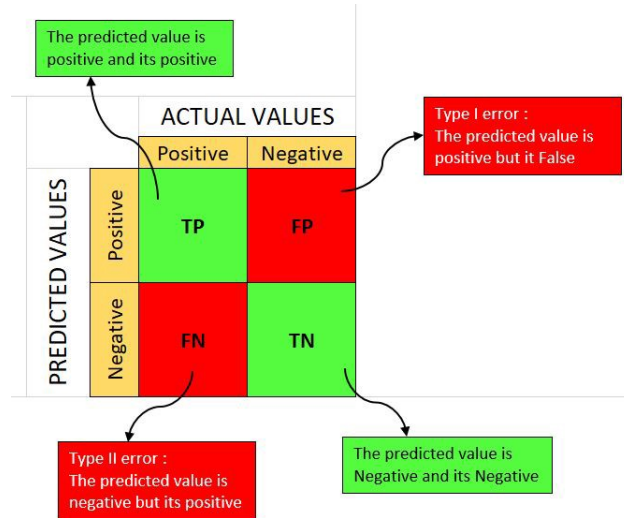 The predicted value is
positive and its positive
ACTUAL VALUES
Type I error :
The predicted value is
positive but it False
Positive
Negative
PREDICTED VALUES
Positive
TP
FP
Negative
FN
TN
Type II error :
The predicted value is
negative but its positive
The predicted value is
Negative and its Negative